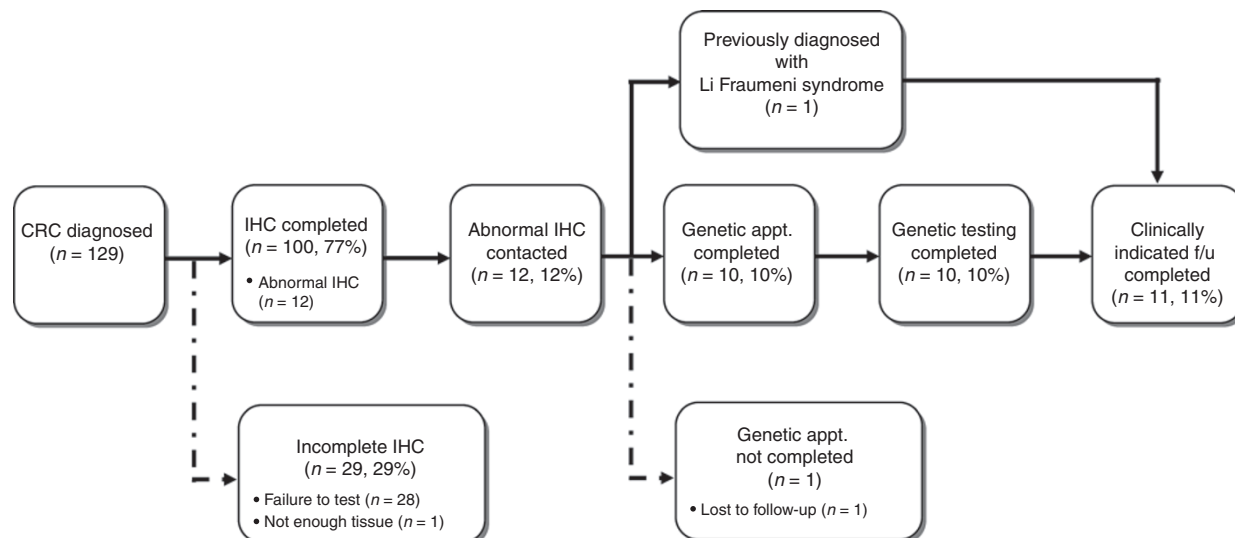 Previously diagnosed
with
Li Fraumeni syndrome
(n = 1)
CRC diagnosed
(n = 129)
IHC completed
(n = 100, 77%)
• Abnormal IHC
(n = 12)
Abnormal IHC
contacted
(n = 12, 12%)
Genetic appt.
completed
(n = 10, 10%)
Genetic testing
completed
(n = 10, 10%)
Clinically
indicated f/u
completed
(n = 11, 11%)
Incomplete IHC
(n = 29, 29%)
• Failure to test (n = 28)
• Not enough tissue (n = 1)
Genetic appt.
not completed
(n = 1)
• Lost to follow-up (n = 1)